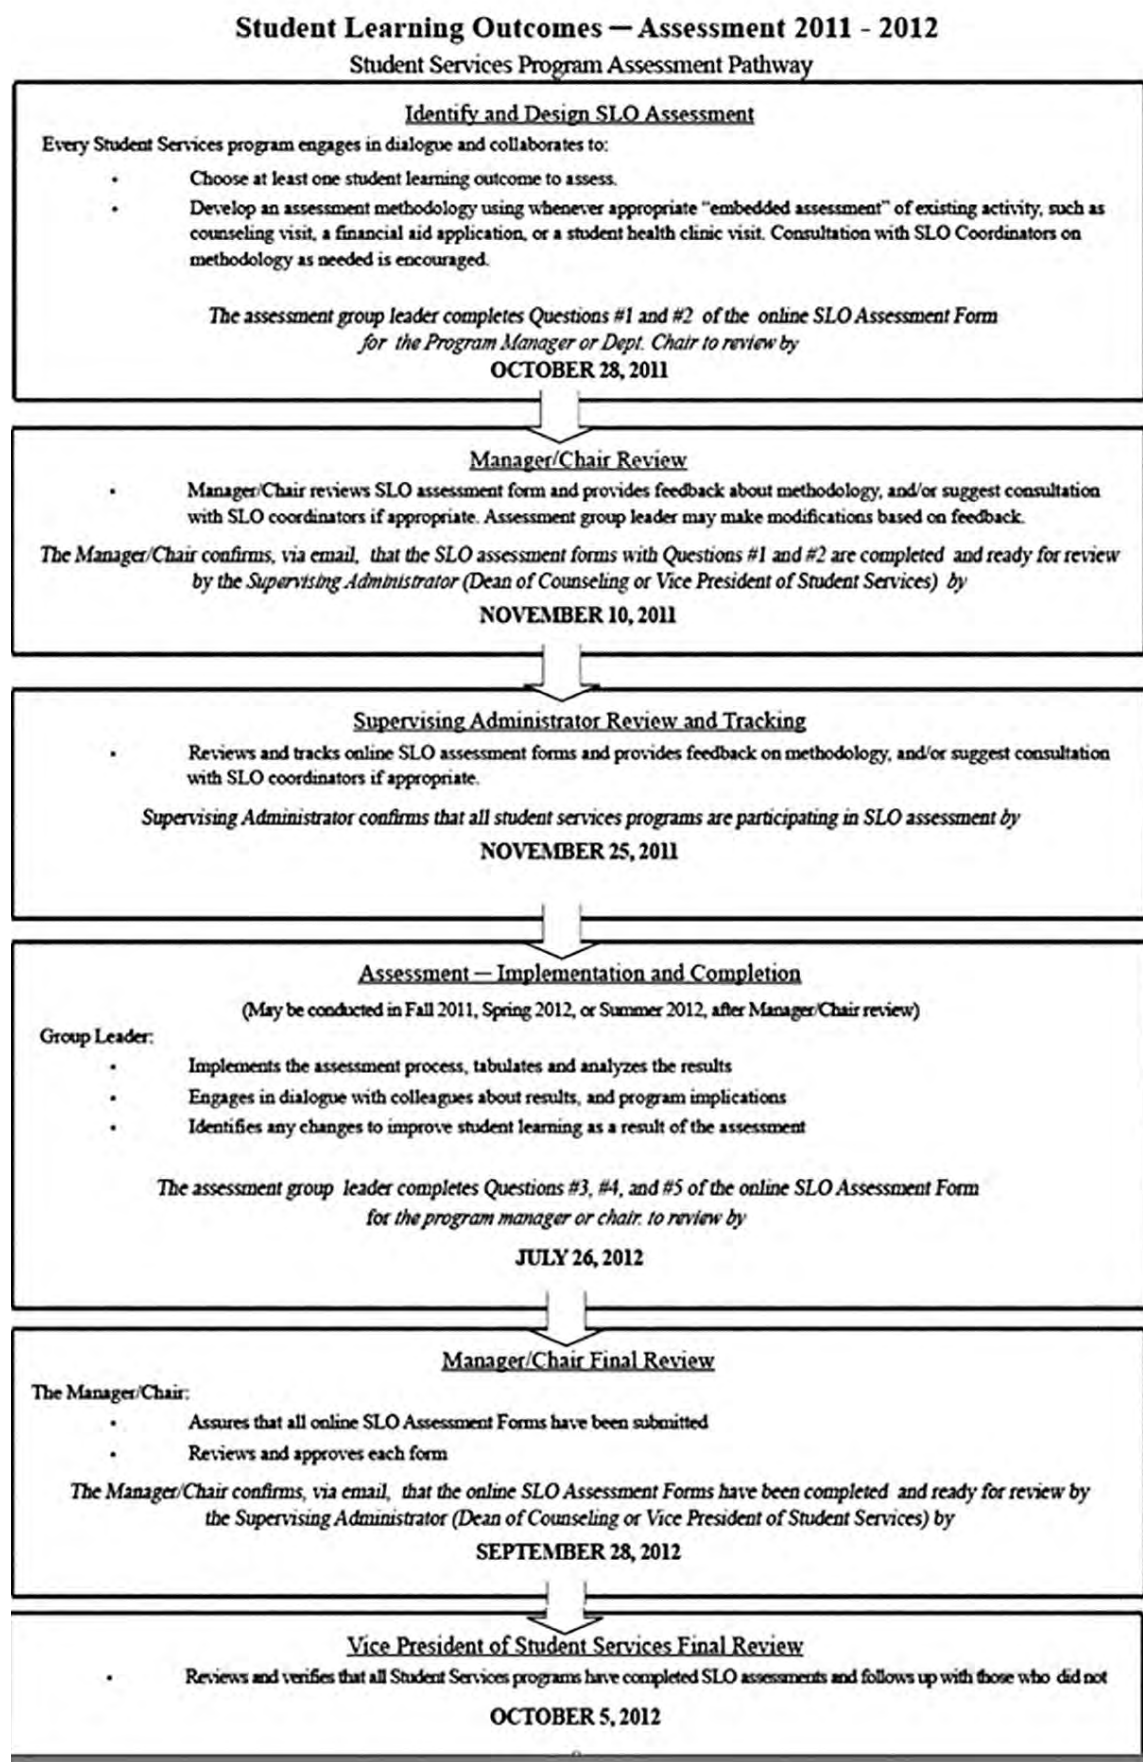 Student Learning Outcomes — Assessment 2011 - 2012
Student Services Program Assessment Pathway
Identify and Design SLO Assessment
Every Student Services program engages in dialogue and collaborates to:
• Choose at least one student learning outcome to assess.
• Develop an assessment methodology using whenever appropriate “embedded assessment” of existing activity, such as
counseling visit, a financial aid application, or a student health clinic visit. Consultation with SLO Coordinators on
methodology as needed is encouraged.
The assessment group leader completes Questions #1 and #2 of the online SLO Assessment Form
for the Program Manager or Dept. Chair to review by
OCTOBER 28, 2011
Manager/Chair Review
• Manager/Chair reviews SLO assessment form and provides feedback about methodology, and/or suggest consultation
with SLO coordinators if appropriate. Assessment group leader may make modifications based on feedback.
The Manager/Chair confirms, via email, that the SLO assessment forms with Questions #1 and #2 are completed and ready for review
by the Supervising Administrator (Dean of Counseling or Vice President of Student Services) by
NOVEMBER 10, 2011
Supervising Administrator Review and Tracking
• Reviews and tracks online SLO assessment forms and provides feedback on methodology, and/or suggest consultation
with SLO coordinators if appropriate.
Supervising Administrator confirms that all student services programs are participating in SLO assessment by
NOVEMBER 25, 2011
Assessment — Implementation and Completion
(May be conducted in Fall 2011, Spring 2012, or Summer 2012, after Manager/Chair review)
Group Leader:
• Implements the assessment process, tabulates and analyzes the results
• Engages in dialogue with colleagues about results, and program implications
• Identifies any changes to improve student learning as a result of the assessment
The assessment group leader completes Questions #3, #4, and #5 of the online SLO Assessment Form
for the program manager or chair. to review by
JULY 26, 2012
Manager/Chair Final Review
The Manager/Chair:
• Assures that all online SLO Assessment Forms have been submitted
• Reviews and approves each form
The Manager/Chair confirms, via email, that the online SLO Assessment Forms have been completed and ready for review by
the Supervising Administrator (Dean of Counseling or Vice President of Student Services) by
SEPTEMBER 28, 2012
Vice President of Student Services Final Review
• Reviews and verifies that all Student Services programs have completed SLO assessments and follows up with those who did not
OCTOBER 5, 2012